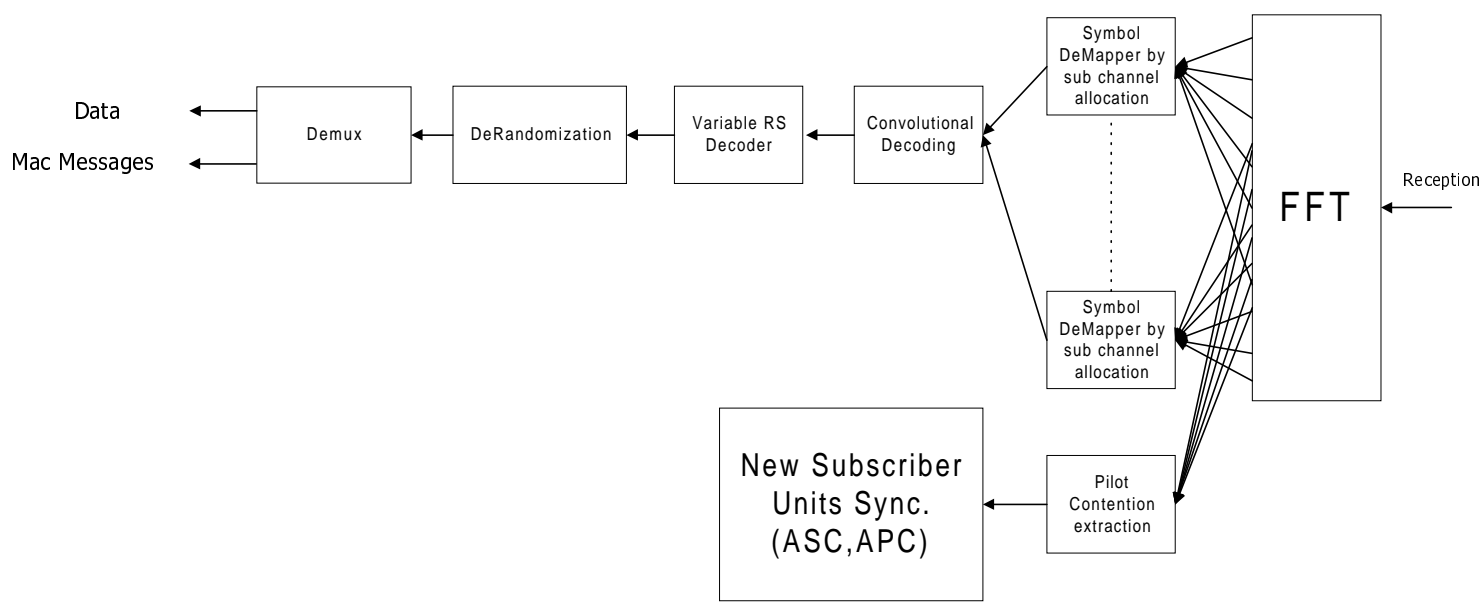 Symbol
DeMapper by
sub channel
allocation
Data
Mac Messages
Demux
DeRandomization
Variable RS
Decoder
Convolutional
Decoding
FFT
Reception
Symbol
DeMapper by
sub channel
allocation
New Subscriber
Units Sync.
(ASC,APC)
Pilot
Contention
extraction